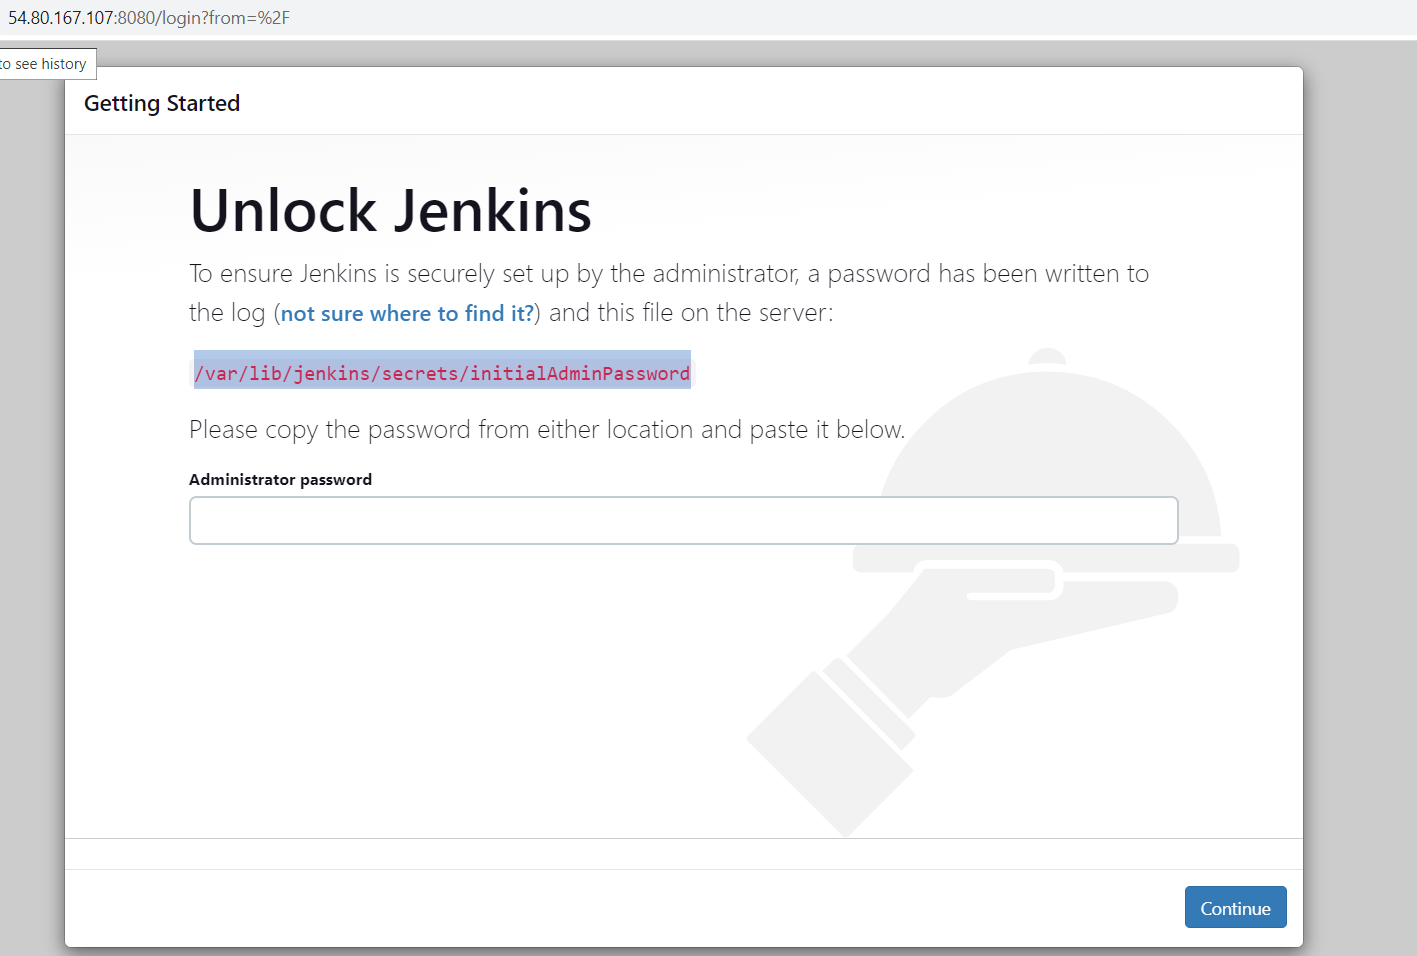 54.80.167.107:8080/login?from=%2F
to see history
Getting Started
Unlock Jenkins
To ensure Jenkins is securely set up by the administrator, a password has been written to
the log (not sure where to find it?) and this file on the server:
/var/lib/jenkins/secrets/initialAdminPassword
Please copy the password from either location and paste it below.
Administrator password
Continue